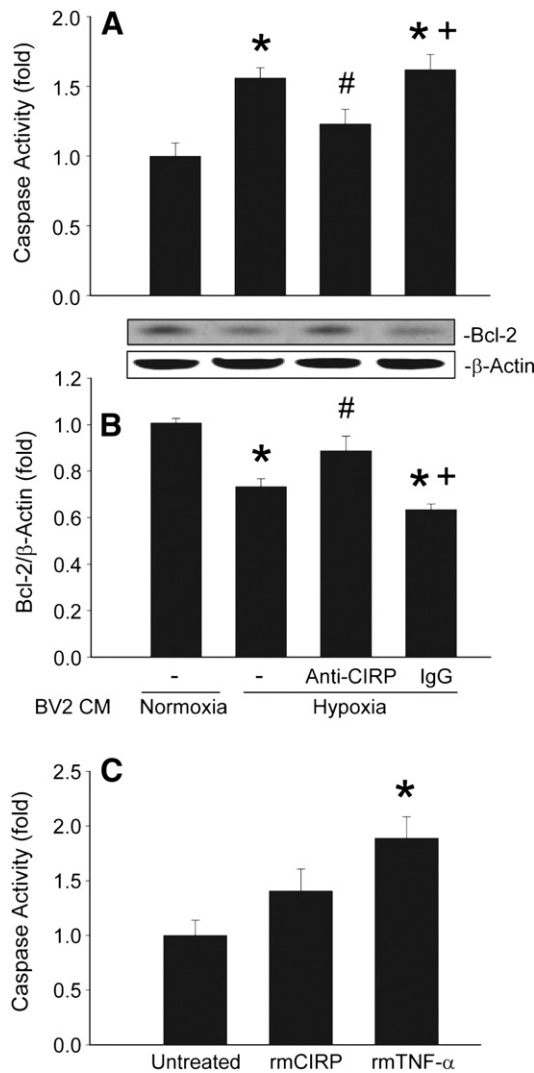 A
Caspase Activity (fold)
2.0
1.5
1.0
0.5
0.0
*
#
* +
-Bcl-2
-β-Actin
B
Bcl-2/β-Actin (fold)
1.2
1.0
0.8
0.6
0.4
0.2
0.0
*
#
* +
- - Anti-CIRP IgG
BV2 CM Normoxia Hypoxia
C
Caspase Activity (fold)
2.5
2.0
1.5
1.0
0.5
0.0
*
Untreated rmCIRP rmTNF-α